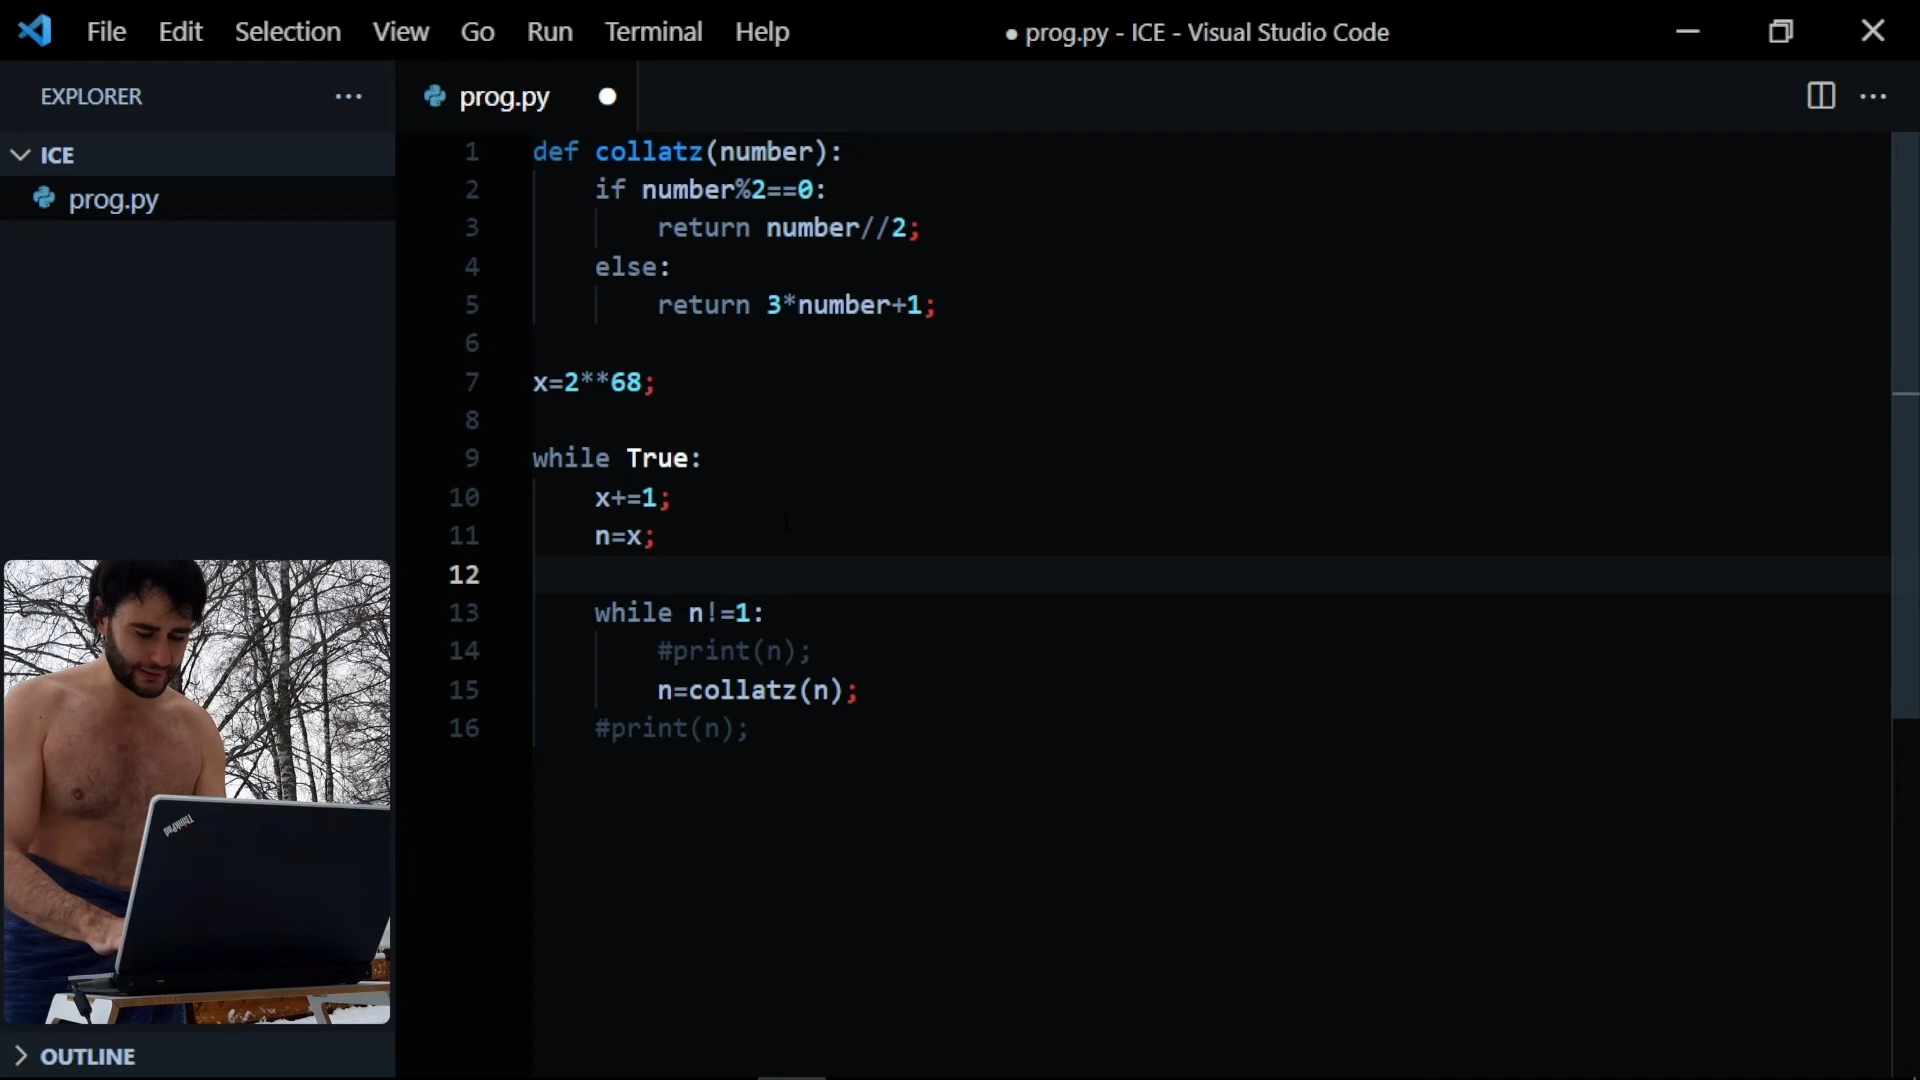 File Edit Selection View Go Run Terminal Help ● prog.py - ICE - Visual Studio Code
EXPLORER ···
prog.py ●
ICE
prog.py
1 def collatz(number):
2 if number%2==0:
3 return number//2;
4 else:
5 return 3*number+1;
6
7 x=2**68;
8
9 while True:
10 x+=1;
11 n=x;
12
13 while n!=1:
14 #print(n);
15 n=collatz(n);
16 #print(n);
ThinkPad
OUTLINE